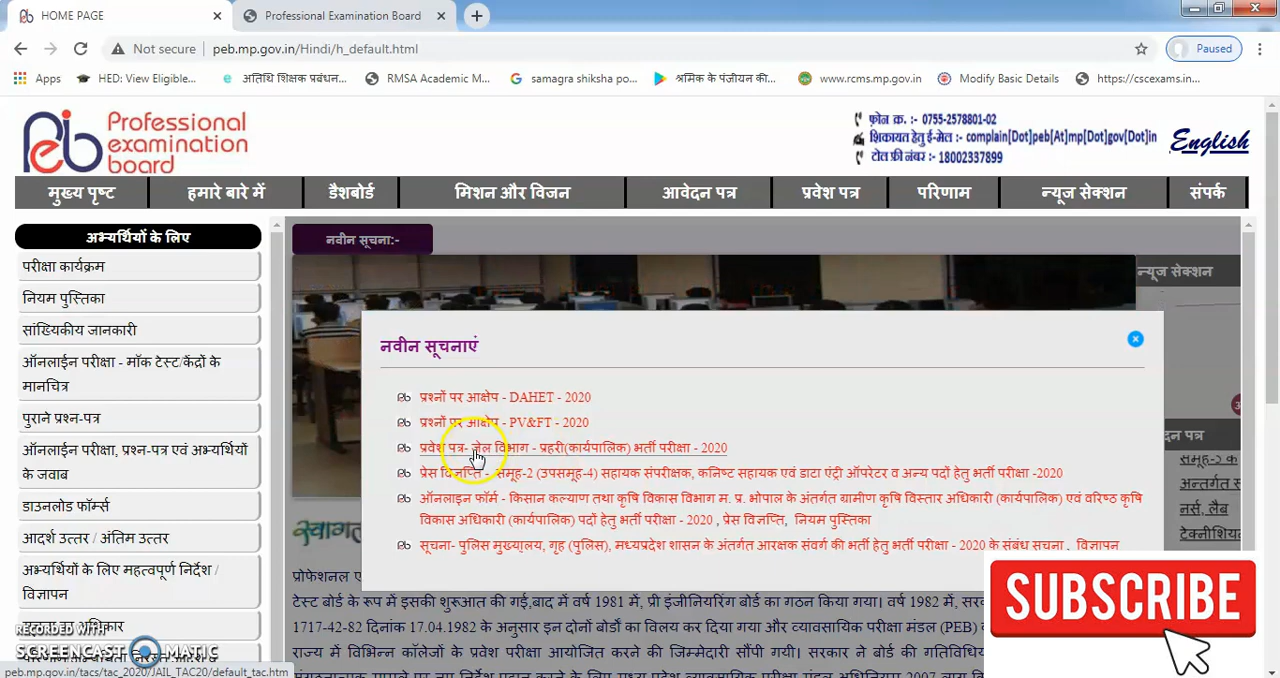 HOME PAGE
Professional Examination Board
Not secure
peb.mp.gov.in/Hindi/h_default.html
Paused
Apps
HED: View Eligible...
अतिथि शिक्षक प्रबंधन...
RMSA Academic M...
samagra shiksha po...
श्रमिक के पंजीयन की...
www.rcms.mp.gov.in
Modify Basic Details
https://cscexams.in...
Peb Professional
examination
board
फ़ोन क्र. :- 0755-2578801-02
शिकायत हेतु ई-मेल :- complain[Dot]peb[At]mp[Dot]gov[Dot]in
टोल फ्री नंबर :- 18002337899
English
मुख्य पृष्ट
हमारे बारे में
डैशबोर्ड
मिशन और विजन
आवेदन पत्र
प्रवेश पत्र
परिणाम
न्यूज सेक्शन
संपर्क
अभ्यर्थियों के लिए
परीक्षा कार्यक्रम
नियम पुस्तिका
सांख्यिकीय जानकारी
ऑनलाईन परीक्षा - मॉक टेस्ट/केंद्रों के
मानचित्र
पुराने प्रश्न-पत्र
ऑनलाईन परीक्षा, प्रश्न-पत्र एवं अभ्यर्थियों
के जवाब
डाउनलोड फॉर्म्स
आदर्श उत्तर / अंतिम उत्तर
अभ्यर्थियों के लिए महत्वपूर्ण निर्देश /
विज्ञापन
नवीन सूचना:-
न्यूज सेक्शन
नवीन सूचनाएं
प्रश्नों पर आक्षेप - DAHET - 2020
प्रश्नों पर आक्षेप - PV&FT - 2020
प्रवेश पत्र- जेल विभाग - प्रहरी(कार्यपालिक) भर्ती परीक्षा - 2020
प्रेस विज्ञप्ति - समूह-2 (उपसमूह-4) सहायक संपरीक्षक, कनिष्ट सहायक एवं डाटा एंट्री ऑपरेटर व अन्य पदों हेतु भर्ती परीक्षा -2020
ऑनलाइन फॉर्म - किसान कल्याण तथा कृषि विकास विभाग म. प्र. भोपाल के अंतर्गत ग्रामीण कृषि विस्तार अधिकारी (कार्यपालिक) एवं वरिष्ठ कृषि
विकास अधिकारी (कार्यपालिक) पदों हेतु भर्ती परीक्षा - 2020 , प्रेस विज्ञप्ति, नियम पुस्तिका
सूचना- पुलिस मुख्यालय, गृह (पुलिस), मध्यप्रदेश शासन के अंतर्गत आरक्षक संवर्ग की भर्ती हेतु भर्ती परीक्षा - 2020 के संबंध सूचना , विज्ञापन
पत्र
समूह-2 क
अन्तर्गत स
नर्स, लैब
टेक्नीशिय
टेस्ट बोर्ड के रूप में इसकी शुरूआत की गई,बाद में वर्ष 1981 में, प्री इंजीनियरिंग बोर्ड का गठन किया गया। वर्ष 1982 में,
1717-42-82 दिनांक 17.04.1982 के अनुसार इन दोनों बोर्डो का विलय कर दिया गया और व्यावसायिक परीक्षा मंडल (PEB)
राज्य में विभिन्न कॉलेजों के प्रवेश परीक्षा आयोजित करने की जिम्मेदारी सौंपी गयी। सरकार ने बोर्ड की
SUBSCRIBE
RECORDED WITH
SCREENCAST MATIC
peb.mp.gov.in/tacs/tac_2020/JAIL_TAC20/default_tac.htm